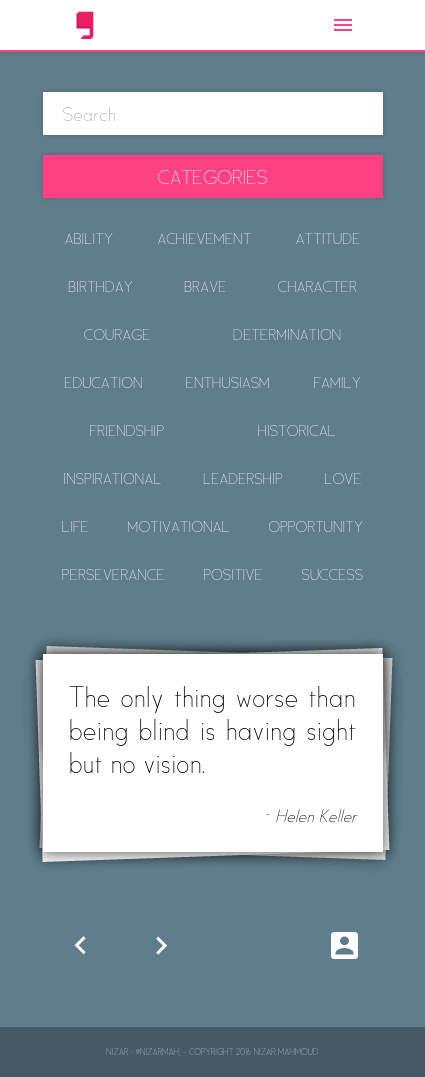 Search
CATEGORIES
ABILITY ACHIEVEMENT ATTITUDE
BIRTHDAY BRAVE CHARACTER
COURAGE DETERMINATION
EDUCATION ENTHUSIASM FAMILY
FRIENDSHIP HISTORICAL
INSPIRATIONAL LEADERSHIP LOVE
LIFE MOTIVATIONAL OPPORTUNITY
PERSEVERANCE POSITIVE SUCCESS
The only thing worse than
being blind is having sight
but no vision.
- Helen Keller
NIZAR - @NIZARMAH_ - COPYRIGHT 2016 NIZAR MAHMOUD